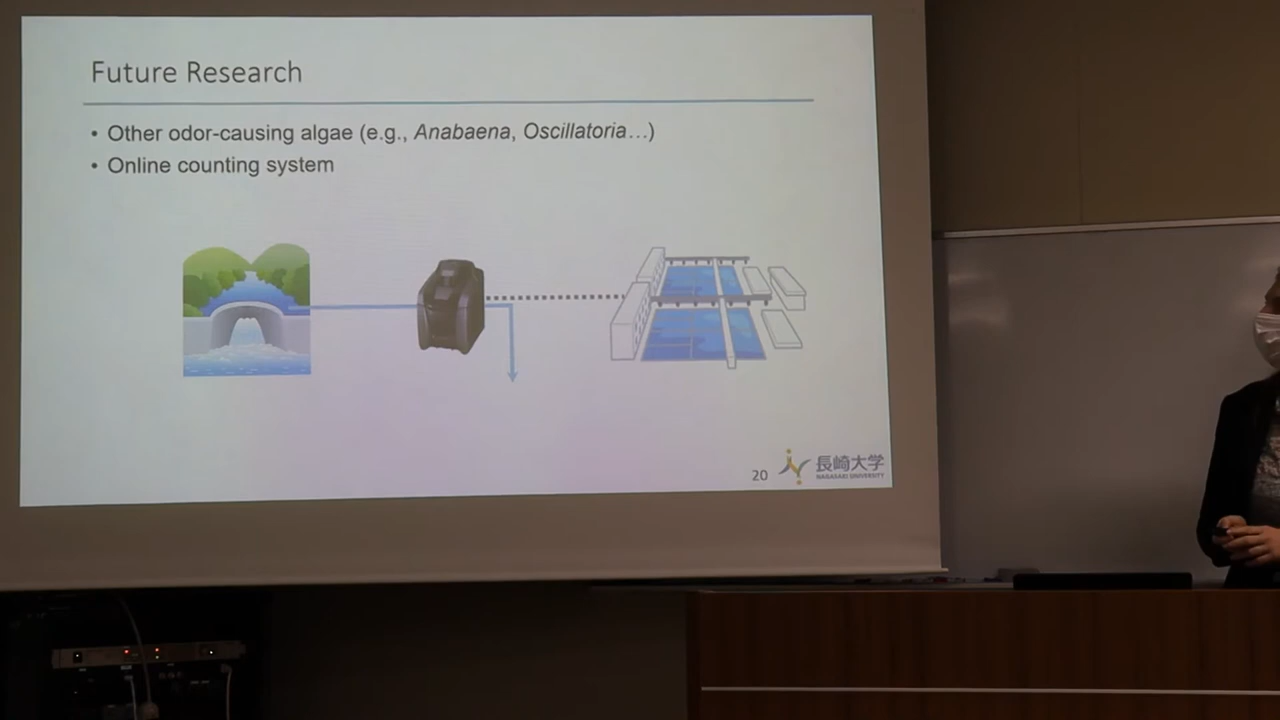 Future Research
• Other odor-causing algae (e.g., Anabaena, Oscillatoria…)
• Online counting system
20
長崎大学
NAGASAKI UNIVERSITY